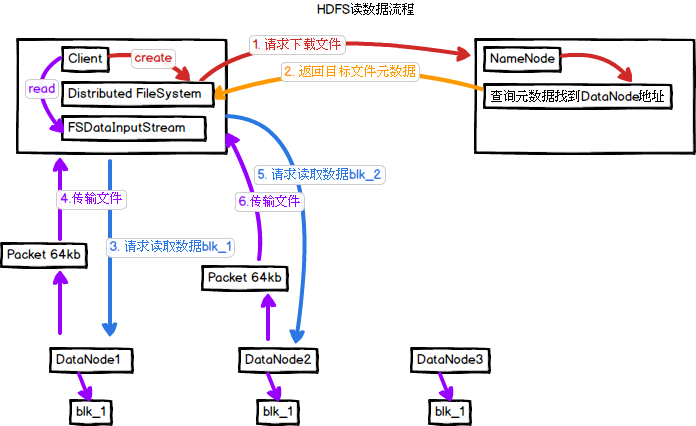 HDFS读数据流程
Client
create
1. 请求下载文件
NameNode
read
Distributed FileSystem
2. 返回目标文件元数据
查询元数据找到DataNode地址
FSDataInputStream
4.传输文件
5. 请求读取数据blk_2
6.传输文件
3. 请求读取数据blk_1
Packet 64kb
Packet 64kb
DataNode1
DataNode2
DataNode3
blk_1
blk_1
blk_1